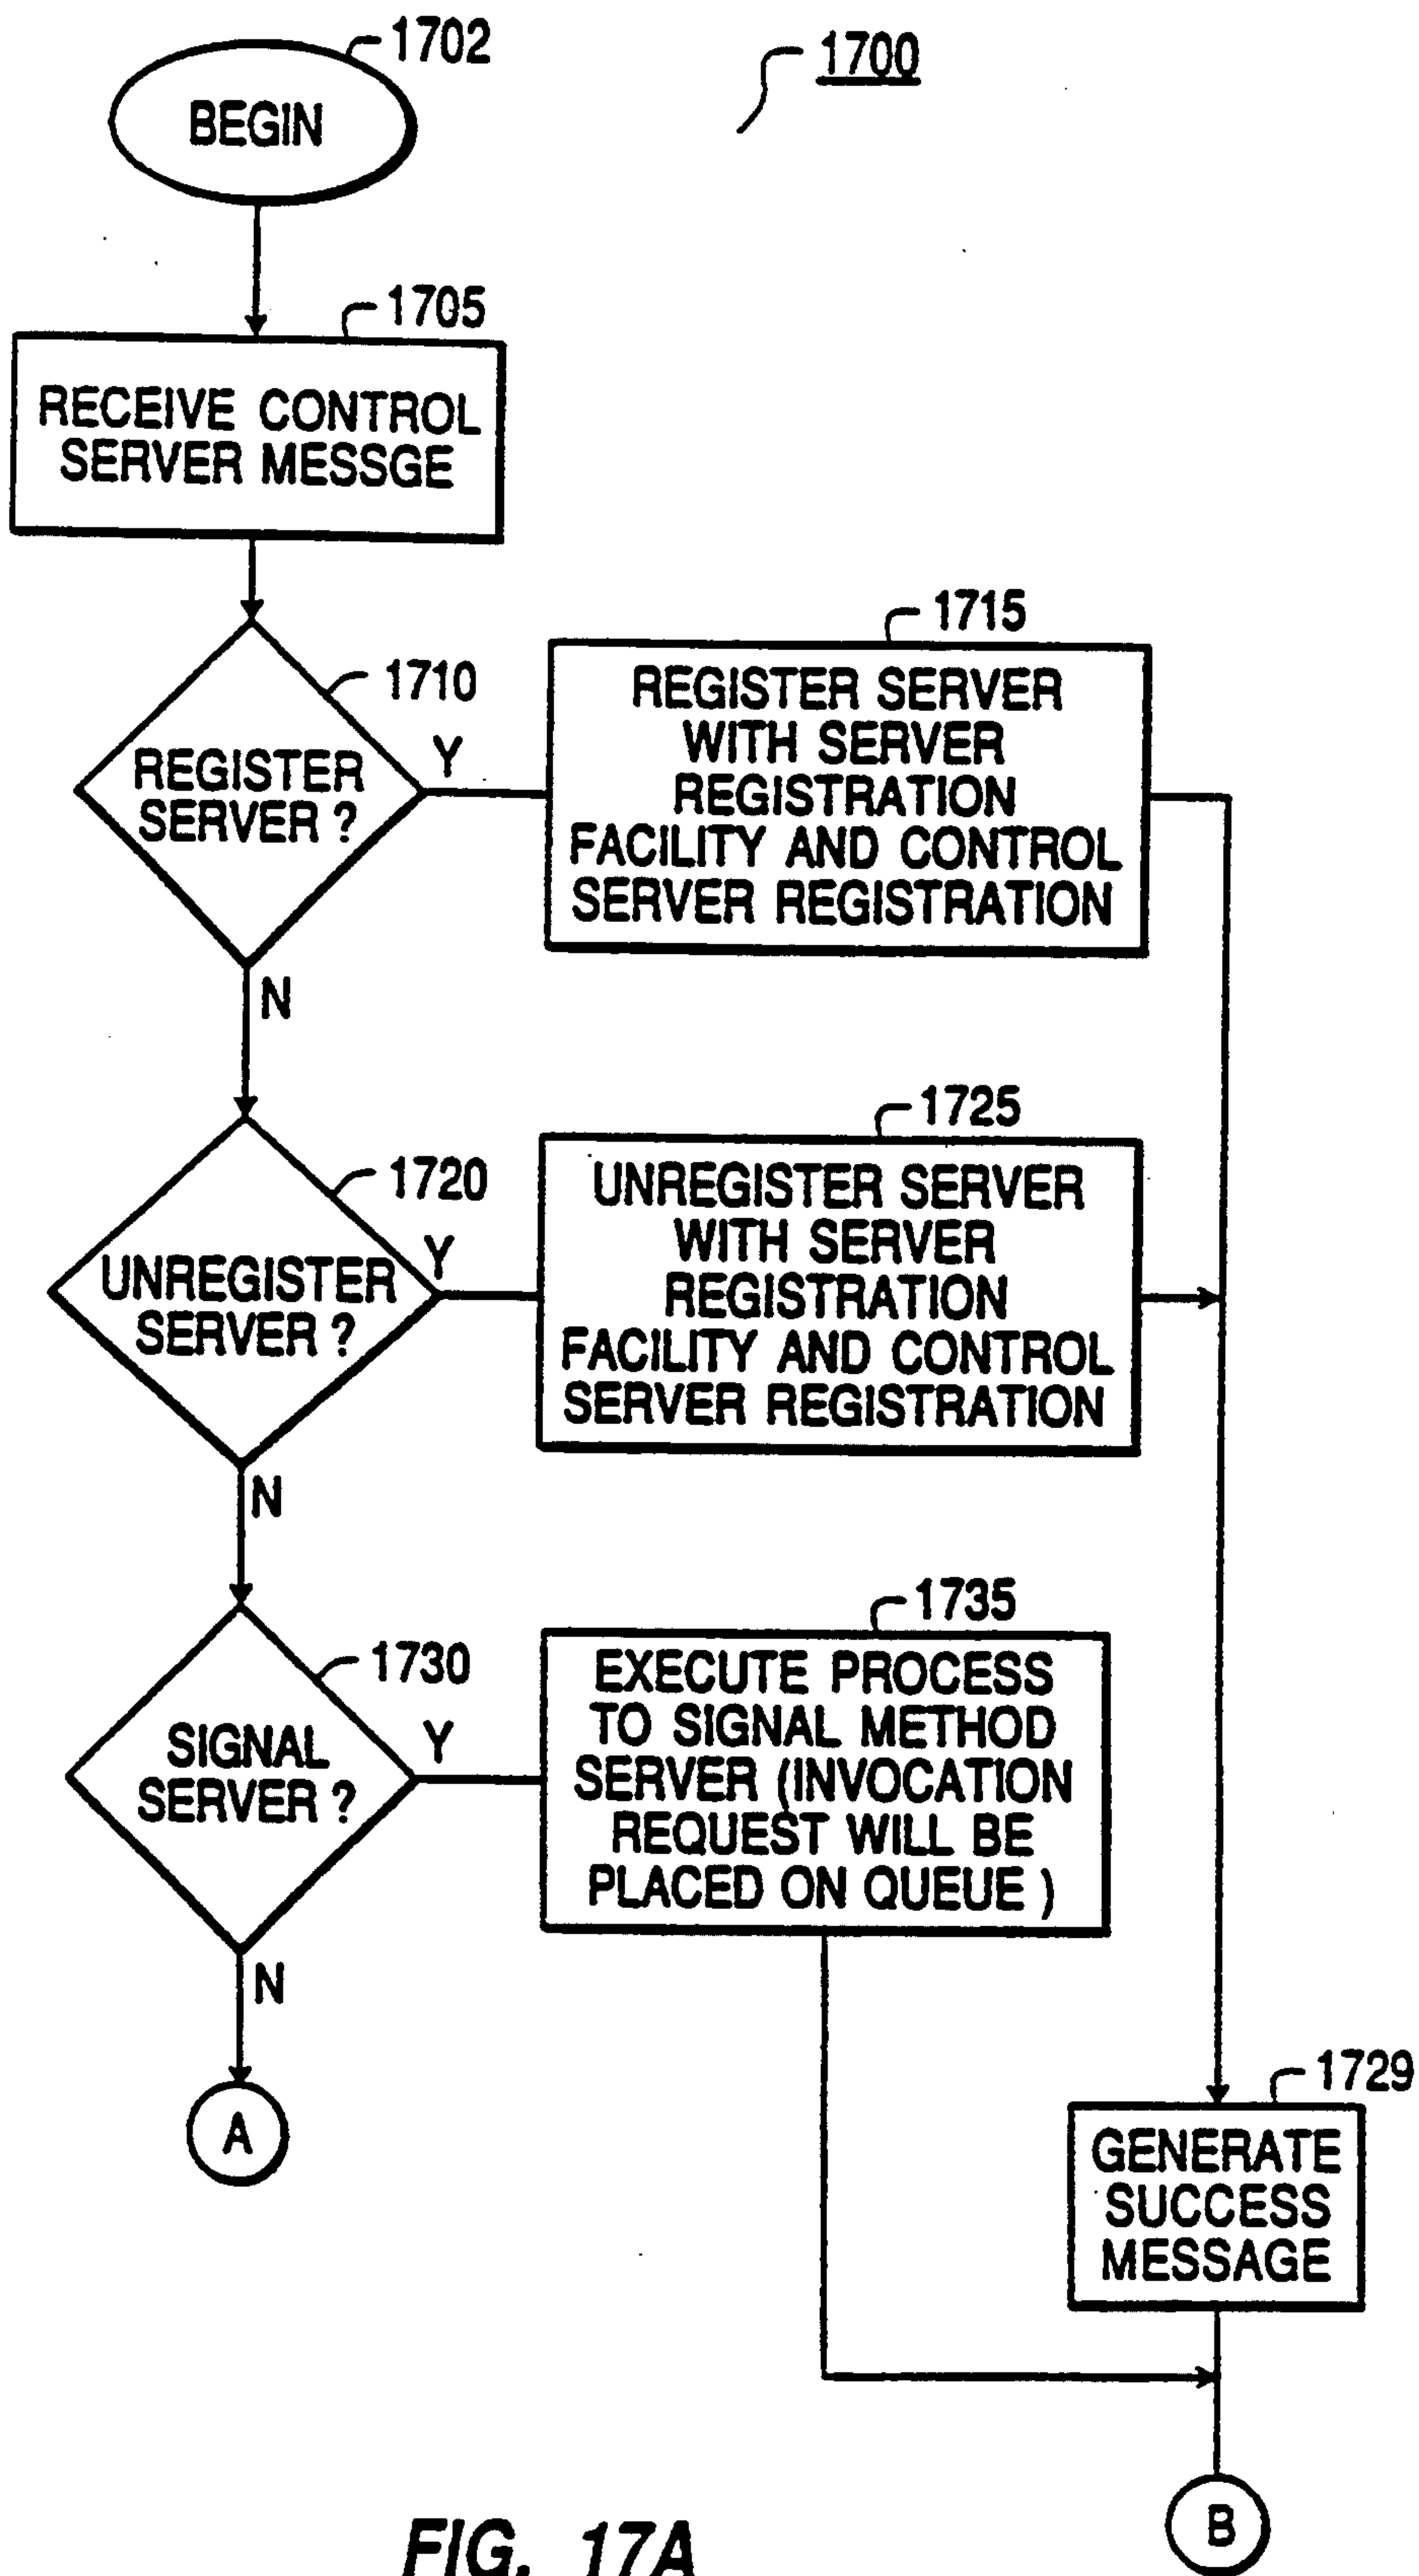 1702
1700
BEGIN
1705
RECEIVE CONTROL
SERVER MESSGE
1710
REGISTER
SERVER ?
Y
N
1715
REGISTER SERVER
WITH SERVER
REGISTRATION
FACILITY AND CONTROL
SERVER REGISTRATION
1720
UNREGISTER
SERVER ?
Y
N
1725
UNREGISTER SERVER
WITH SERVER
REGISTRATION
FACILITY AND CONTROL
SERVER REGISTRATION
1730
SIGNAL
SERVER ?
Y
N
1735
EXECUTE PROCESS
TO SIGNAL METHOD
SERVER (INVOCATION
REQUEST WILL BE
PLACED ON QUEUE )
A
1729
GENERATE
SUCCESS
MESSAGE
B
FIG. 17A